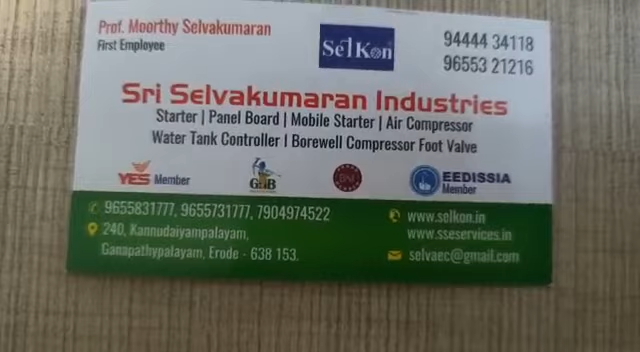 Prof. Moorthy Selvakumaran
First Employee
SelKon
94444 34118
96553 21216
Sri Selvakumaran Industries
Starter | Panel Board | Mobile Starter | Air Compressor
Water Tank Controller | Borewell Compressor Foot Valve
YES Member
G B
EEDISSIA
Member
9655831777, 9655731777, 7904974522
240, Kannudaiyampalayam,
Ganapathypalayam, Erode - 638 153.
www.selkon.in
www.sseservices.in
selvaec@gmail.com